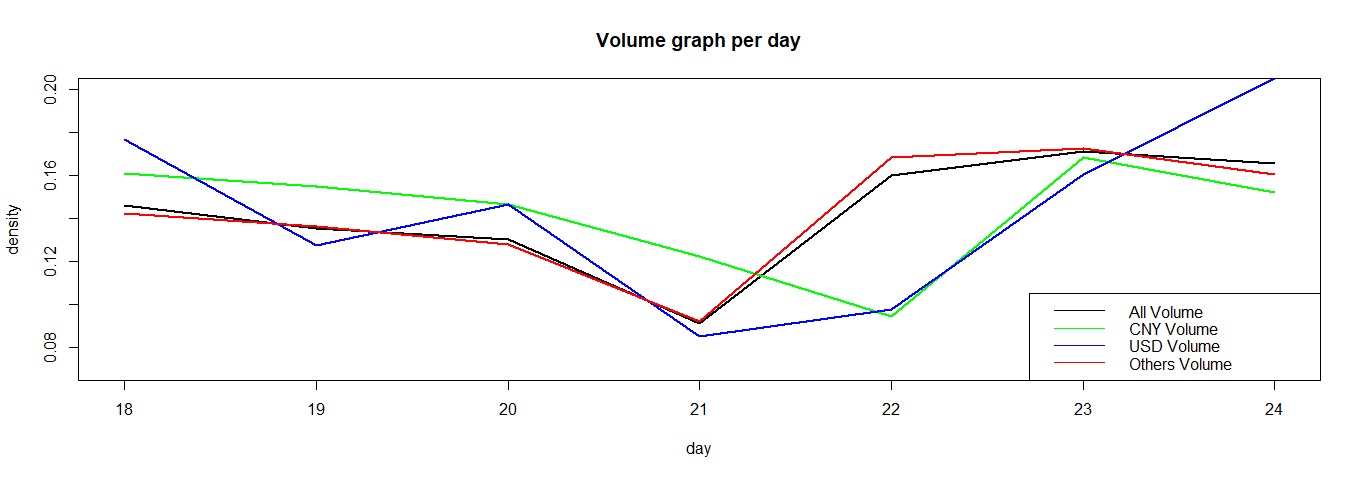 Volume graph per day
density
0.20
0.16
0.12
0.08
18 19 20 21 22 23 24
day
All Volume
CNY Volume
USD Volume
Others Volume